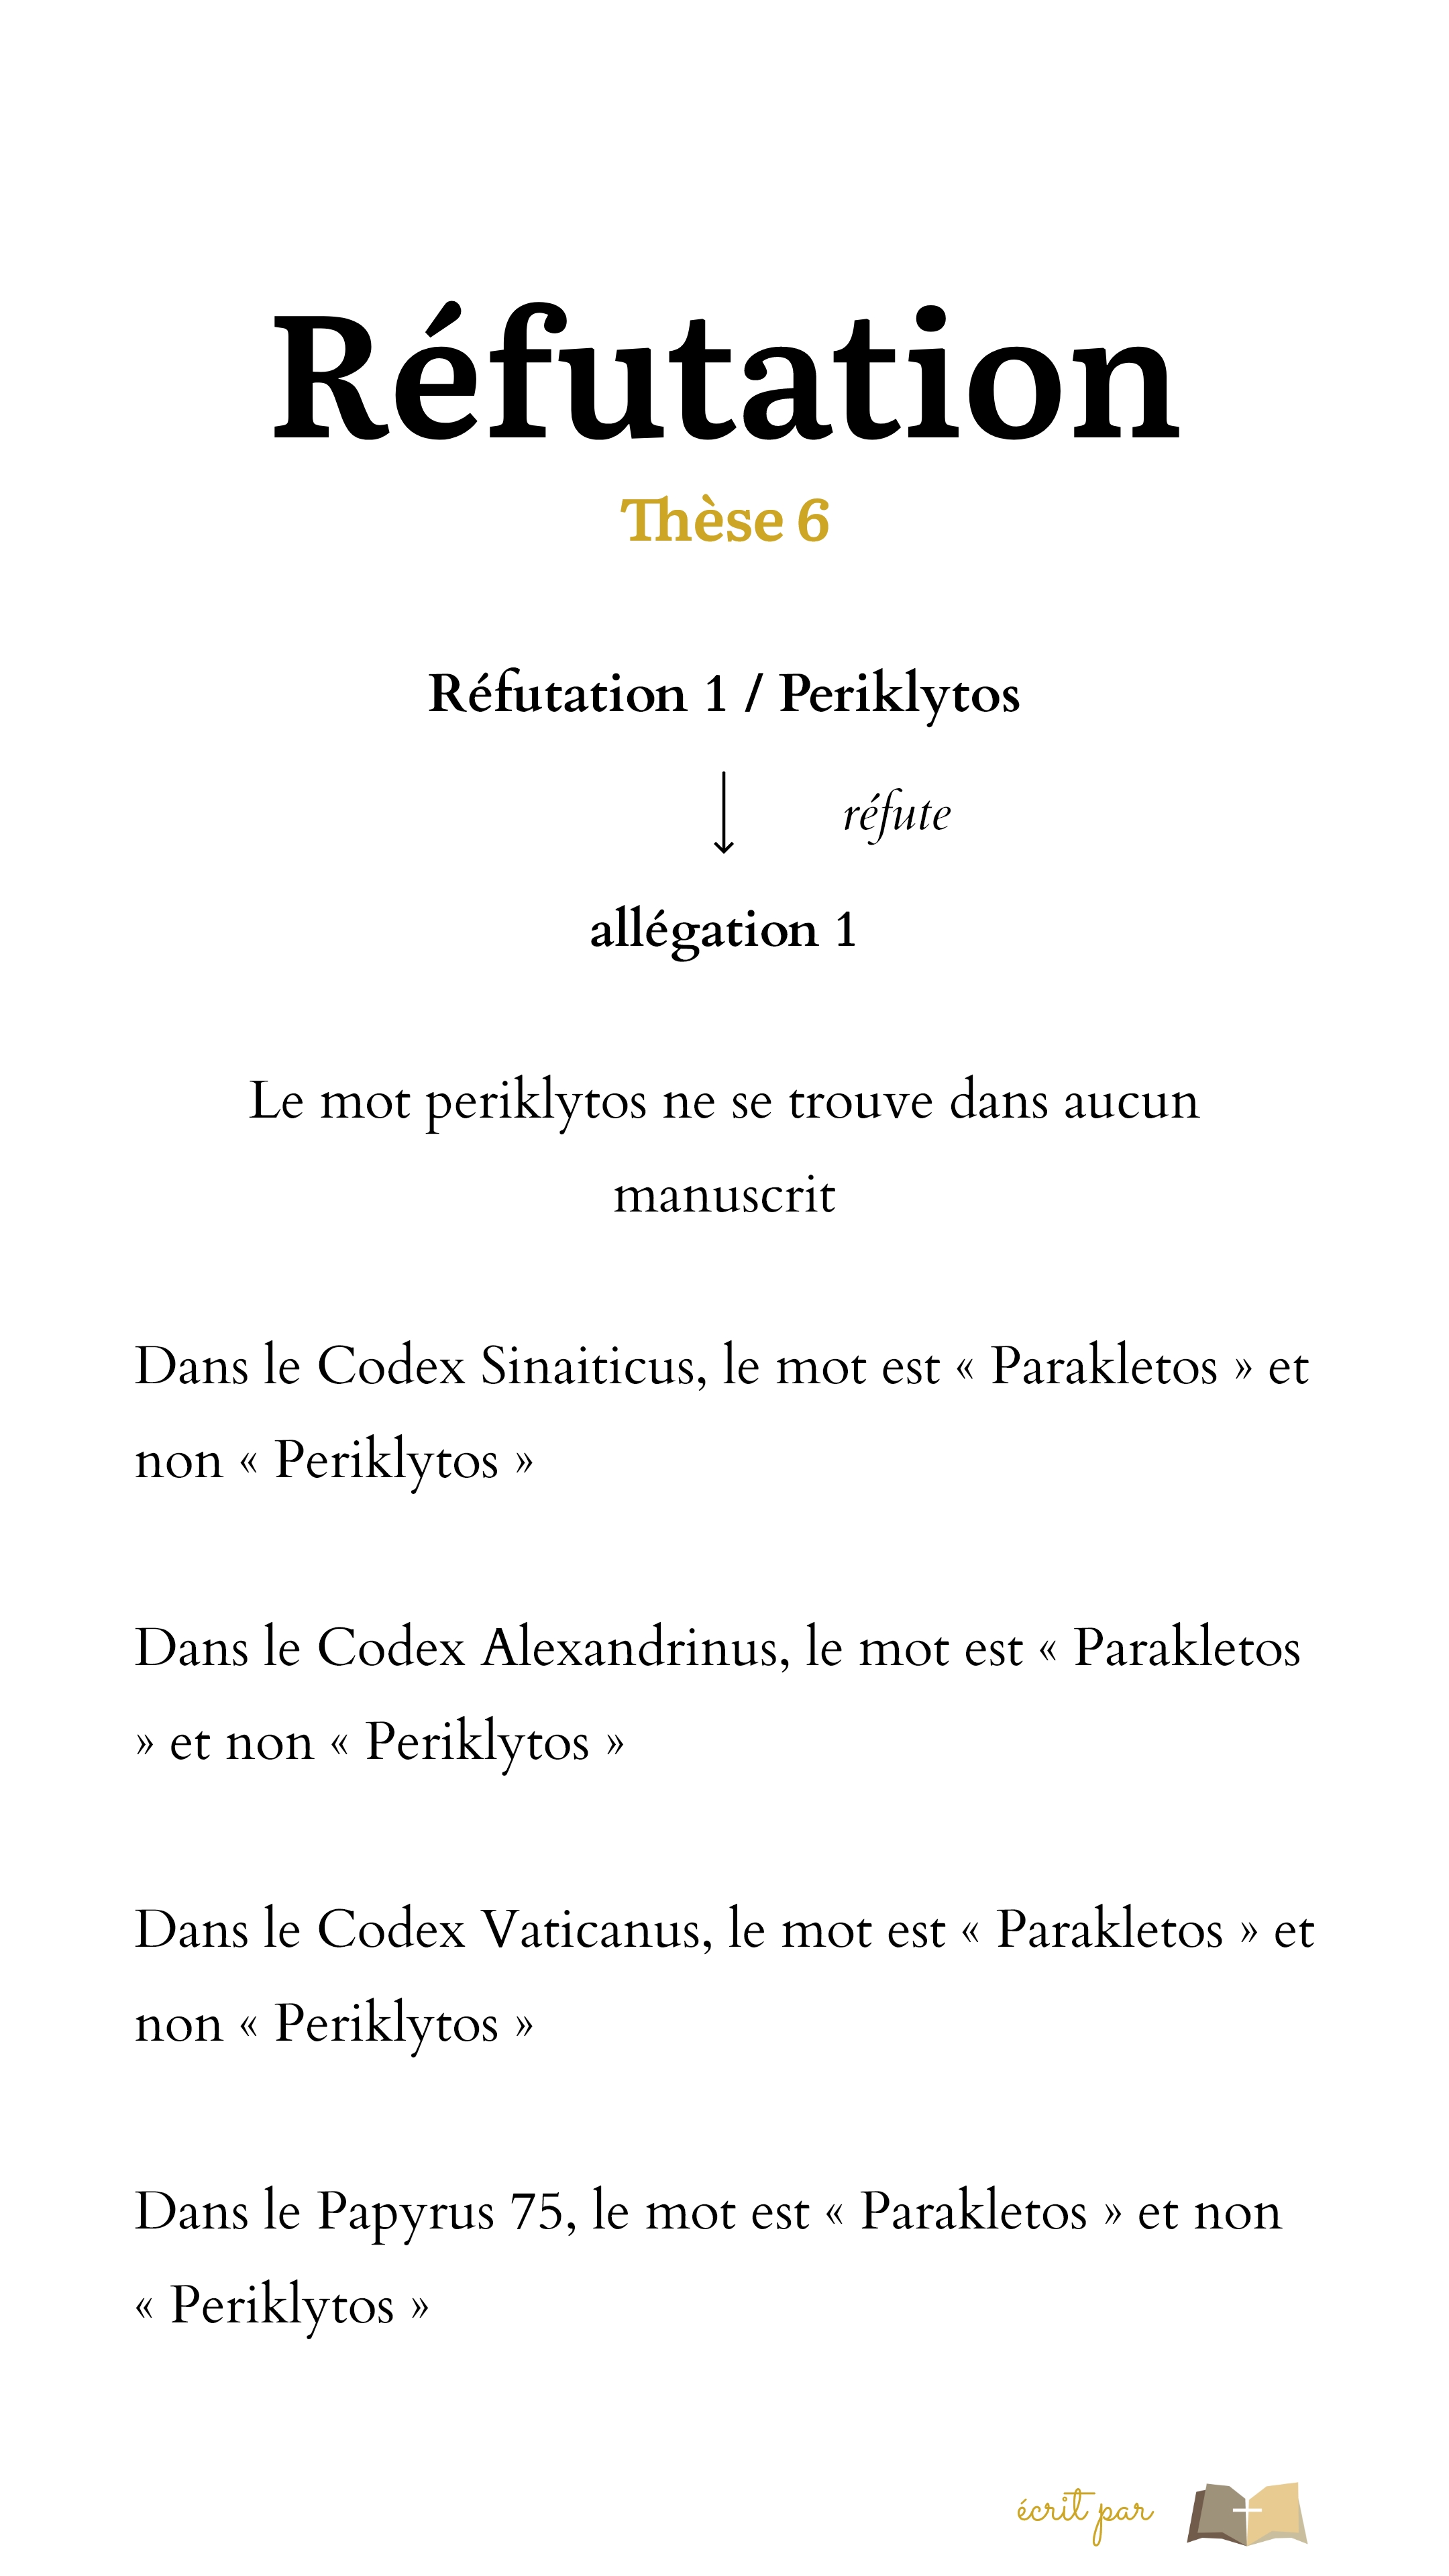 Réfutation
Thèse 6
Réfutation 1 / Periklytos
réfute
allégation 1
Le mot periklytos ne se trouve dans aucun
manuscrit
Dans le Codex Sinaiticus, le mot est « Parakletos » et
non « Periklytos »
Dans le Codex Alexandrinus, le mot est « Parakletos
» et non « Periklytos »
Dans le Codex Vaticanus, le mot est « Parakletos » et
non « Periklytos »
Dans le Papyrus 75, le mot est « Parakletos » et non
« Periklytos »
écrit par